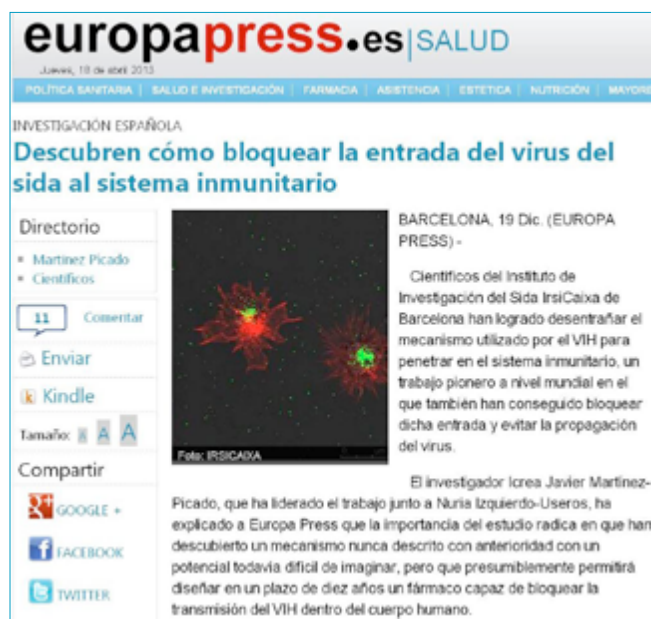 europapress.es|SALUD
Jueves, 18 de abril 2013
POLÍTICA SANITARIA | SALUD E INVESTIGACIÓN | FARMACIA | ASISTENCIA | ESTÉTICA | NUTRICIÓN | MAYORE
INVESTIGACIÓN ESPAÑOLA
Descubren cómo bloquear la entrada del virus del
sida al sistema inmunitario
Directorio
Martínez Picado
Científicos
11 Comentar
Enviar
Kindle
Tamaño: A A A
Compartir
GOOGLE +
FACEBOOK
TWITTER
Foto: IRSICAIXA
BARCELONA, 19 Dic. (EUROPA
PRESS) -
Científicos del Instituto de
Investigación del Sida IrsiCaixa de
Barcelona han logrado desentrañar el
mecanismo utilizado por el VIH para
penetrar en el sistema inmunitario, un
trabajo pionero a nivel mundial en el
que también han conseguido bloquear
dicha entrada y evitar la propagación
del virus.
El investigador Icrea Javier Martínez-
Picado, que ha liderado el trabajo junto a Nuria Izquierdo-Useros, ha
explicado a Europa Press que la importancia del estudio radica en que han
descubierto un mecanismo nunca descrito con anterioridad con un
potencial todavía difícil de imaginar, pero que presumiblemente permitirá
diseñar en un plazo de diez años un fármaco capaz de bloquear la
transmisión del VIH dentro del cuerpo humano.